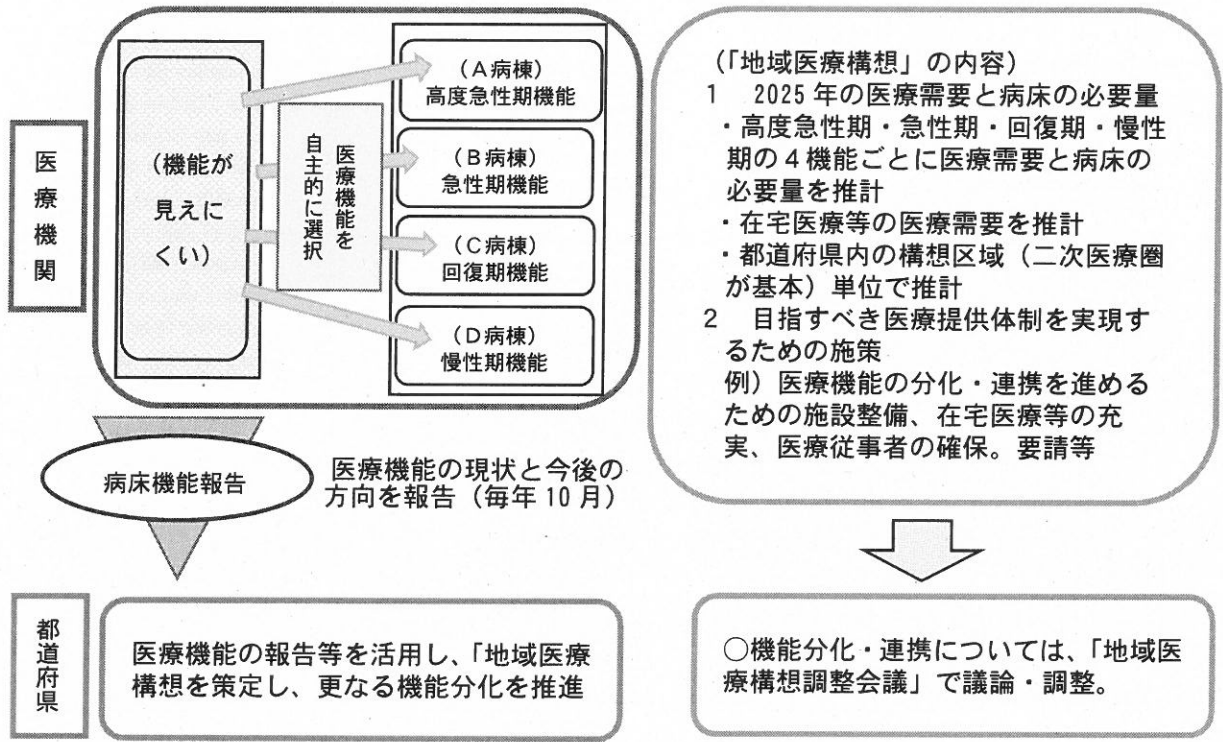 医療機関
(機能が
見えに
くい)
医療機能を
自主的に選択
(A病棟)
高度急性期機能
(B病棟)
急性期機能
(C病棟)
回復期機能
(D病棟)
慢性期機能
病床機能報告
医療機能の現状と今後の
方向を報告(毎年10月)
都道府県
医療機能の報告等を活用し、「地域医療
構想を策定し、更なる機能分化を推進
(「地域医療構想」の内容)
1 2025年の医療需要と病床の必要量
・高度急性期・急性期・回復期・慢性
期の4機能ごとに医療需要と病床の
必要量を推計
・在宅医療等の医療需要を推計
・都道府県内の構想区域(二次医療圏
が基本)単位で推計
2 目指すべき医療提供体制を実現す
るための施策
例)医療機能の分化・連携を進める
ための施設整備、在宅医療等の充
実、医療従事者の確保。要請等
○機能分化・連携については、「地域医
療構想調整会議」で議論・調整。